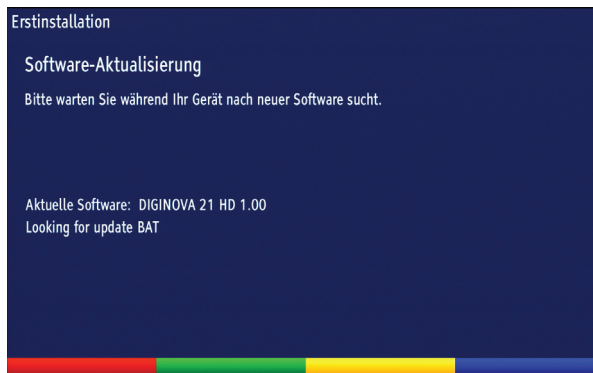 Erstinstallation
Software-Aktualisierung
Bitte warten Sie während Ihr Gerät nach neuer Software sucht.
Aktuelle Software: DIGINOVA 21 HD 1.00
Looking for update BAT